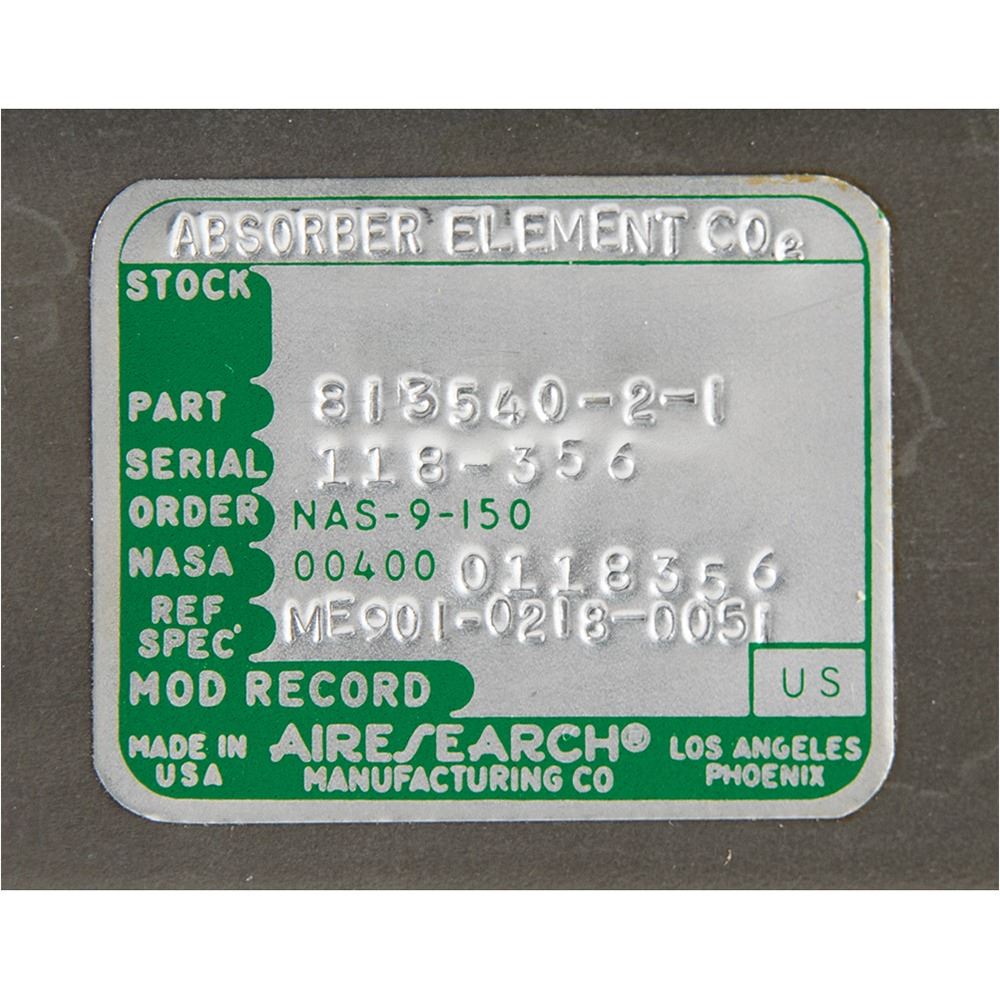 ABSORBER ELEMENT CO₂
STOCK
PART 813540-2-1
SERIAL 118-356
ORDER NAS-9-150
NASA 00400 0118356
REF SPEC' ME901-0218-0051
MOD RECORD
US
MADE IN USA
AIRESEARCH®
MANUFACTURING CO
LOS ANGELES
PHOENIX